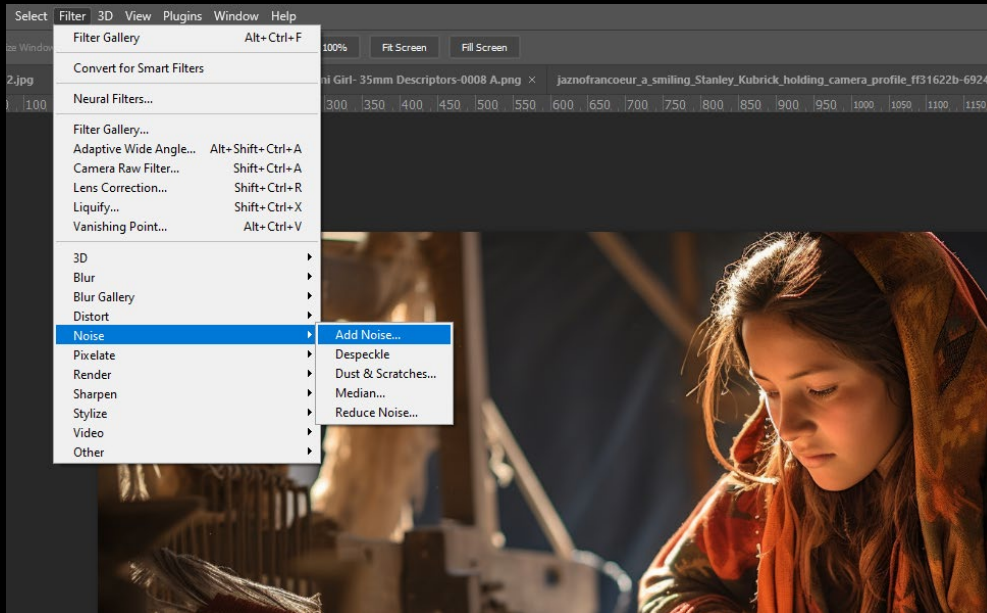 Select Filter 3D View Plugins Window Help
Filter Gallery Alt+Ctrl+F
100% Fit Screen Fill Screen
Convert for Smart Filters
2.jpg ni Girl- 35mm Descriptors-0008 A.png × jaznofrancoeur_a_smiling_Stanley_Kubrick_holding_camera_profile_ff31622b-6924
Neural Filters...
100 300 350 400 450 500 550 600 650 700 750 800 850 900 950 1000 1050 1100 1150
Filter Gallery...
Adaptive Wide Angle... Alt+Shift+Ctrl+A
Camera Raw Filter... Shift+Ctrl+A
Lens Correction... Shift+Ctrl+R
Liquify... Shift+Ctrl+X
Vanishing Point... Alt+Ctrl+V
3D
Blur
Blur Gallery
Distort
Noise
Pixelate
Render
Sharpen
Stylize
Video
Other
Add Noise...
Despeckle
Dust & Scratches...
Median...
Reduce Noise...